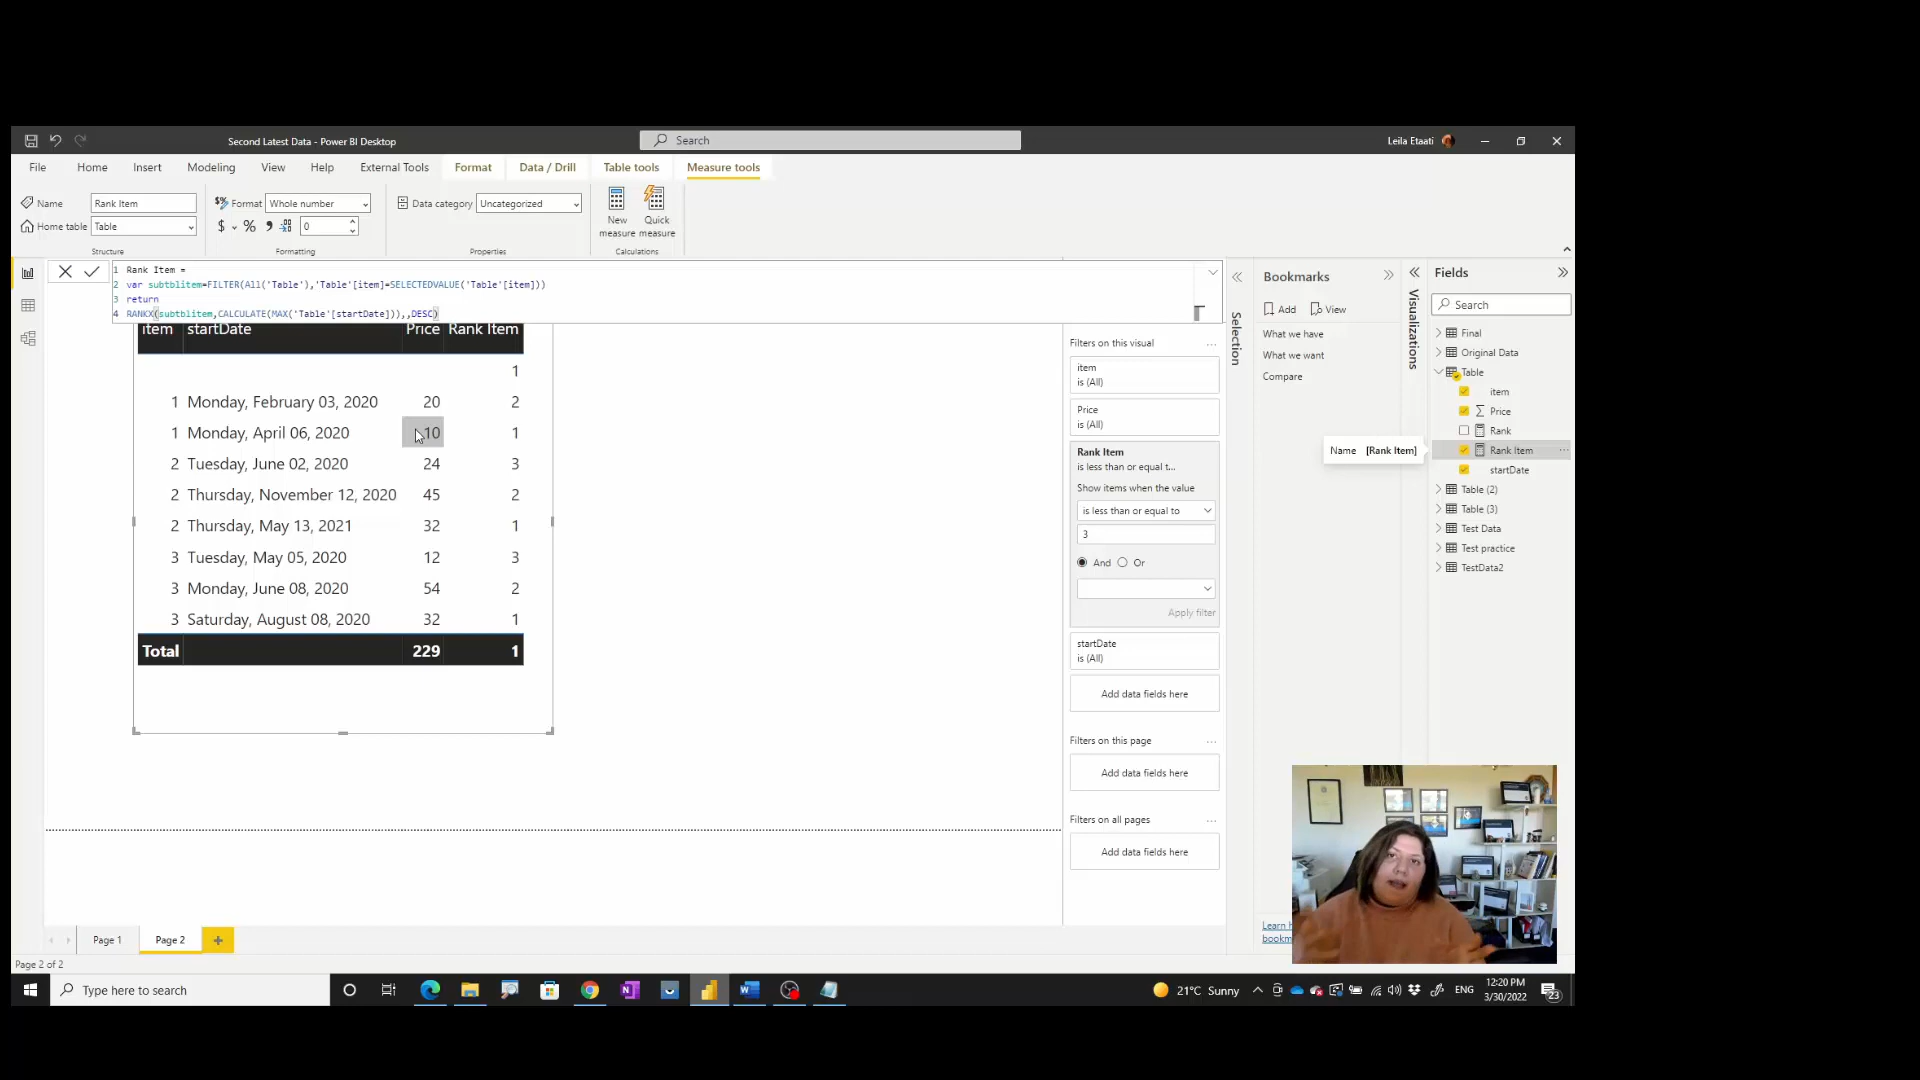 Second Latest Data - Power BI Desktop
Search
Leila Etaati
File Home Insert Modeling View Help External Tools Format Data / Drill Table tools Measure tools
Name Rank Item
Home table Table
Structure
Format Whole number
$ % 0
Formatting
Data category Uncategorized
Properties
New measure
Quick measure
Calculations
1 Rank Item =
2 var subtblitem=FILTER(All('Table'),'Table'[item]=SELECTEDVALUE('Table'[item]))
3 return
4 RANKX(subtblitem,CALCULATE(MAX('Table'[startDate])),,DESC)
item startDate Price Rank Item
1
1 Monday, February 03, 2020 20 2
1 Monday, April 06, 2020 10 1
2 Tuesday, June 02, 2020 24 3
2 Thursday, November 12, 2020 45 2
2 Thursday, May 13, 2021 32 1
3 Tuesday, May 05, 2020 12 3
3 Monday, June 08, 2020 54 2
3 Saturday, August 08, 2020 32 1
Total 229 1
Filters on this visual
item
is (All)
Price
is (All)
Rank Item
is less than or equal t...
Show items when the value
is less than or equal to
3
And Or
Apply filter
startDate
is (All)
Add data fields here
Filters on this page
Add data fields here
Filters on all pages
Add data fields here
Selection
Bookmarks
Add View
What we have
What we want
Compare
Learn
bookm
Visualizations
Name [Rank Item]
Fields
Search
Final
Original Data
Table
item
Price
Rank
Rank Item
startDate
Table (2)
Table (3)
Test Data
Test practice
TestData2
Page 1 Page 2
Page 2 of 2
Type here to search
21°C Sunny
ENG
12:20 PM
3/30/2022
23